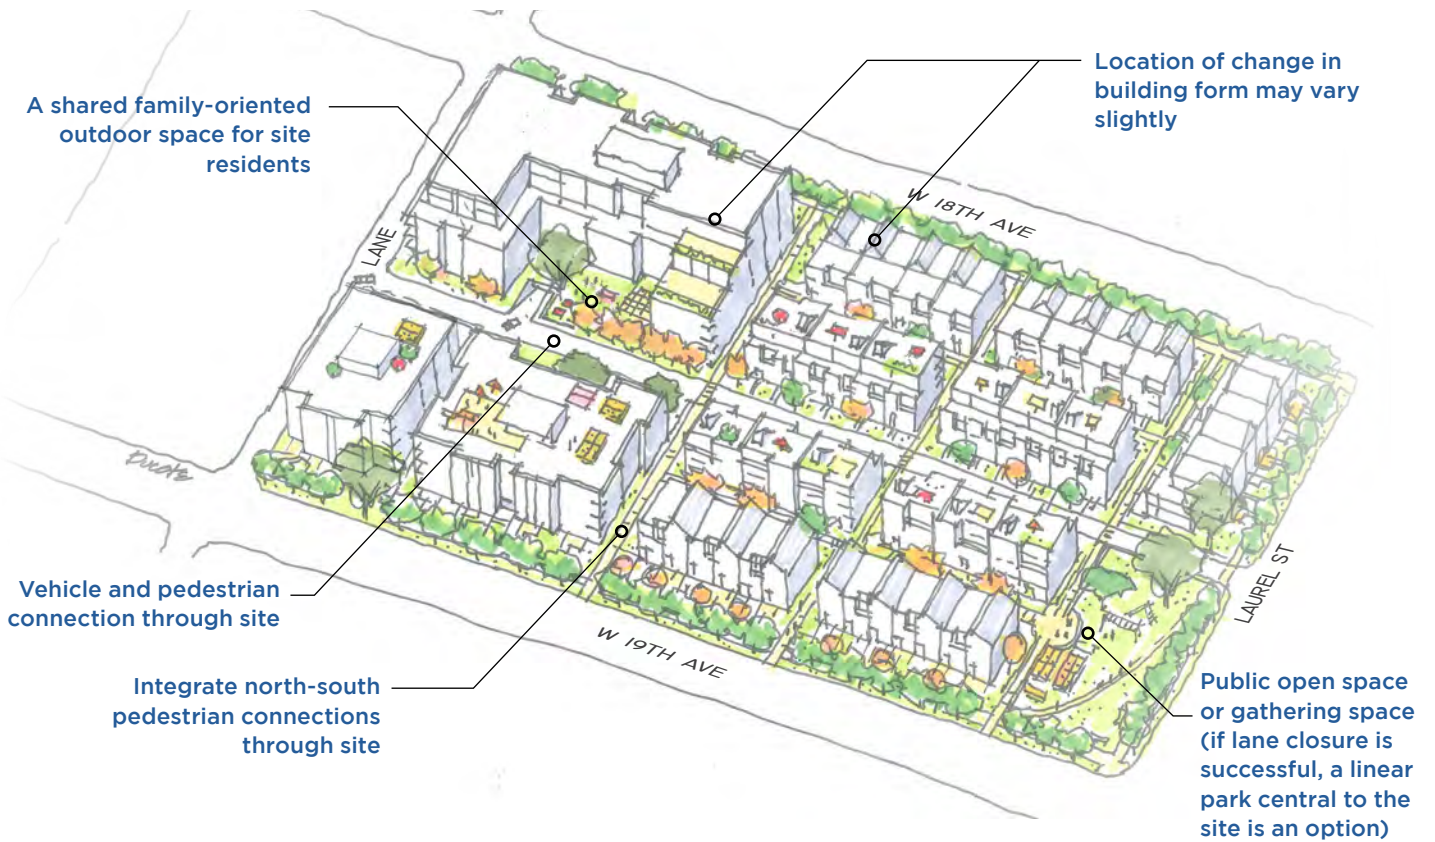 Location of change in
building form may vary
slightly
A shared family-oriented
outdoor space for site
residents
W 18TH AVE
LANE
LAUREL ST
Vehicle and pedestrian
connection through site
W 19TH AVE
Integrate north-south
pedestrian connections
through site
Public open space
or gathering space
(if lane closure is
successful, a linear
park central to the
site is an option)